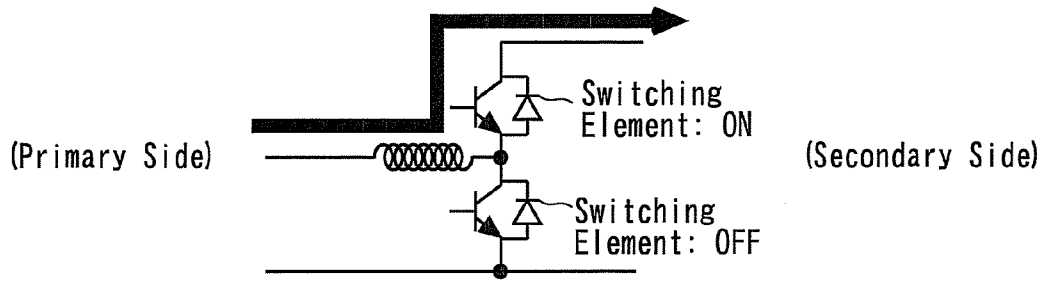 Switching
Element: ON
(Primary Side)
(Secondary Side)
Switching
Element: OFF